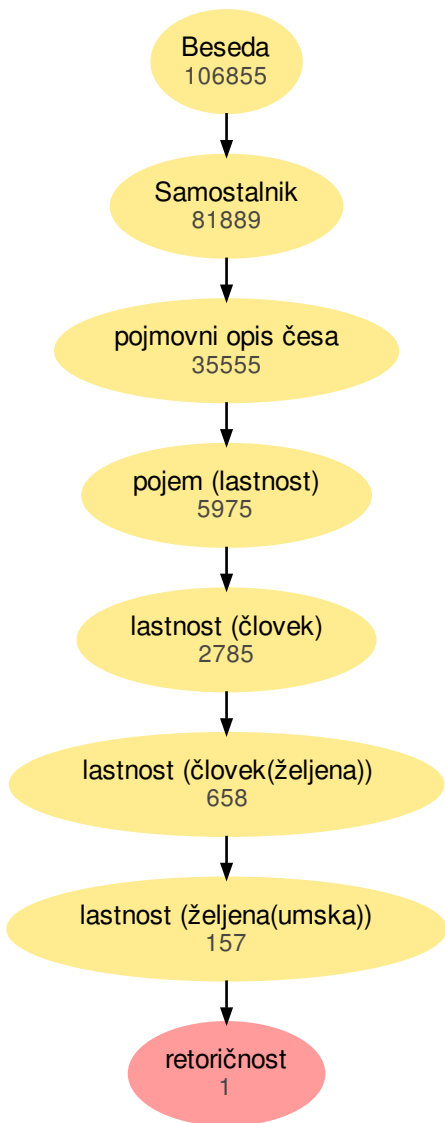 Beseda
106855
Samostalnik
81889
pojmovni opis česa
35555
pojem (lastnost)
5975
lastnost (človek)
2785
lastnost (človek(željena))
658
lastnost (željena(umska))
157
retoričnost
1